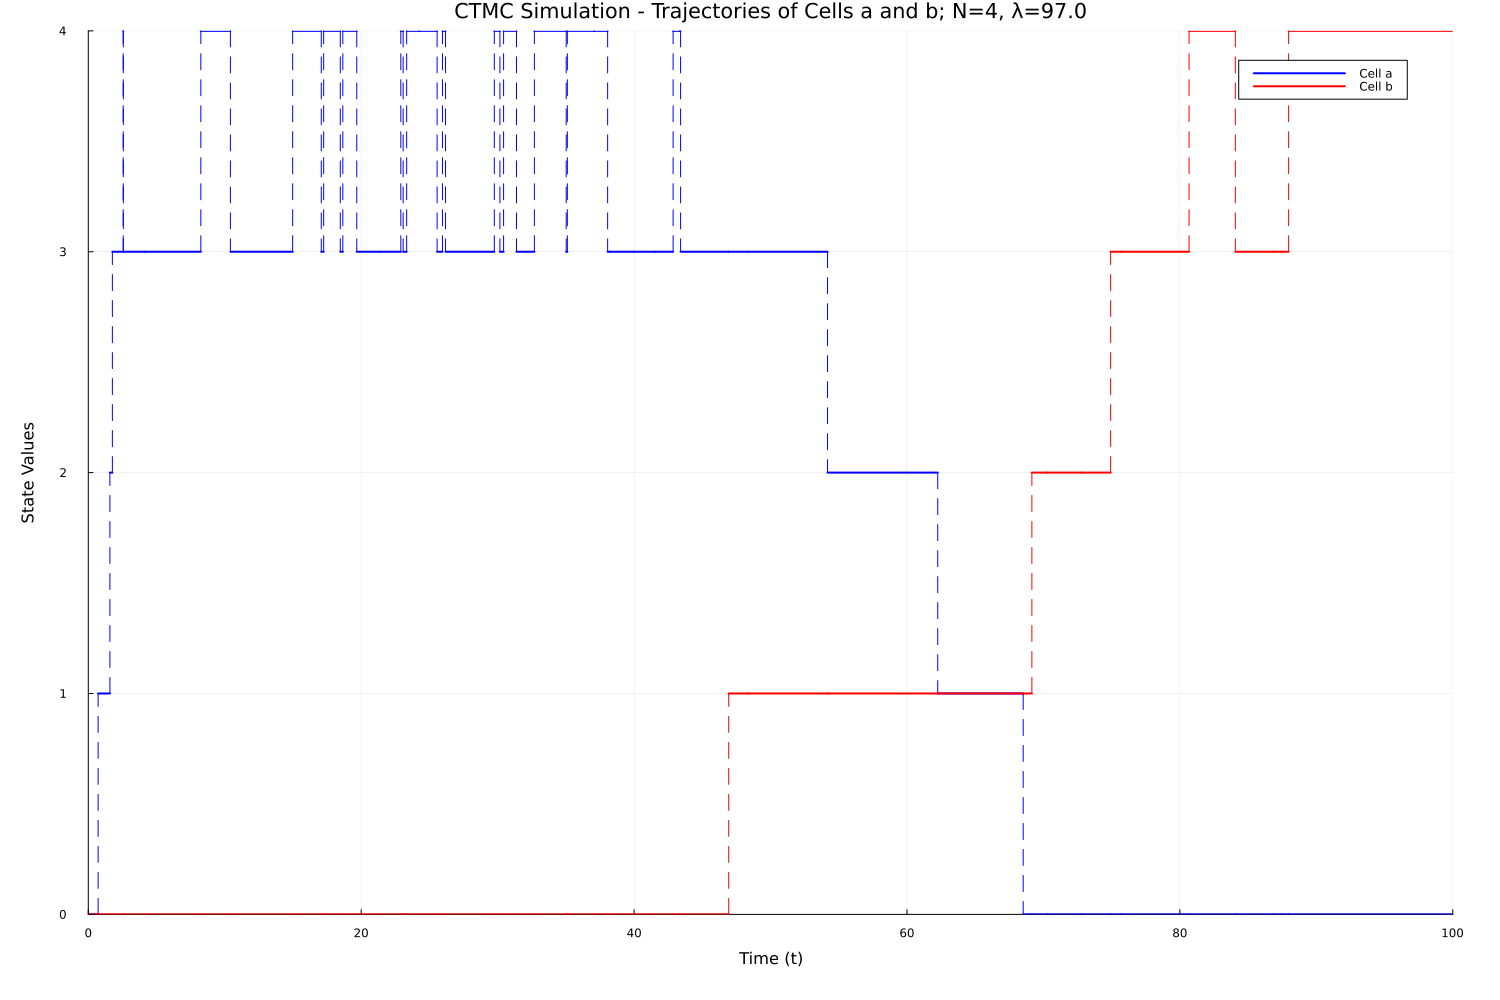 CTMC Simulation - Trajectories of Cells a and b; N=4, λ=97.0
4
Cell a
Cell b
3
State Values
2
1
0
0 20 40 60 80 100
Time (t)